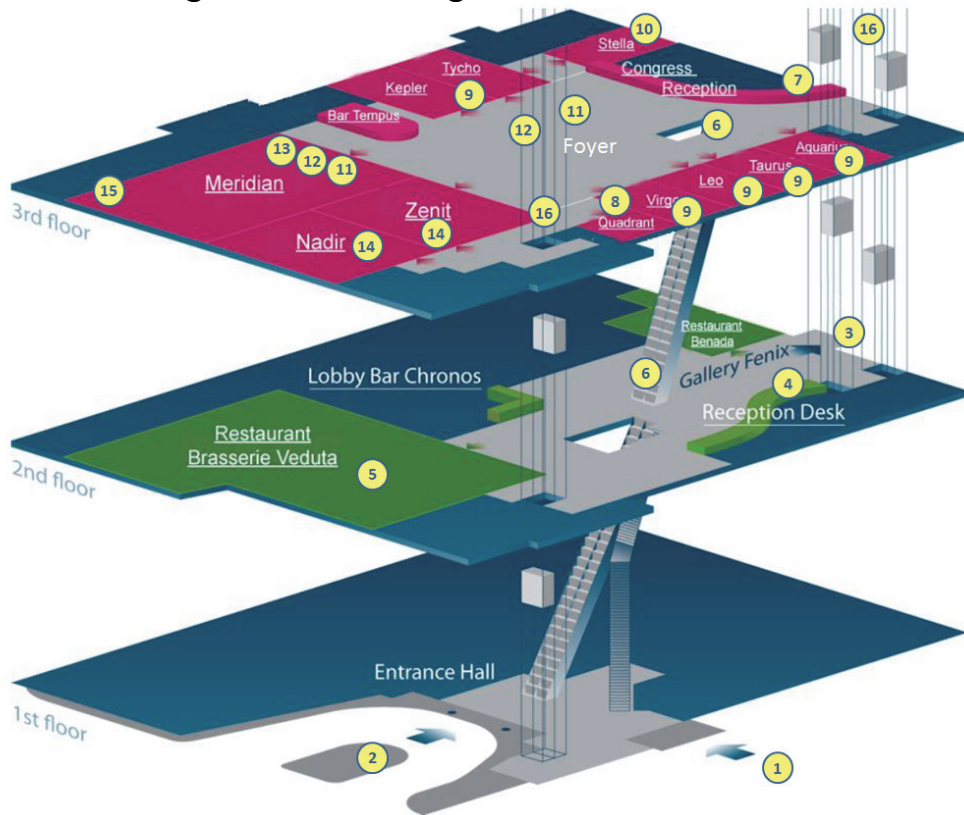 10
16
Stella
Tycho
Congress
7
Kepler
9
Reception
11
6
Bar Tempus
12
Foyer
13
12
11
Aquarius
9
Taurus
9
Leo
9
15
Meridian
8
Virgo
9
Zenit
16
Quadrant
3rd floor
14
Nadir
14
Restaurant
Benada
3
Lobby Bar Chronos
6
Gallery Fenix
4
Reception Desk
Restaurant
Brasserie Veduta
5
2nd floor
Entrance Hall
1st floor
2
1